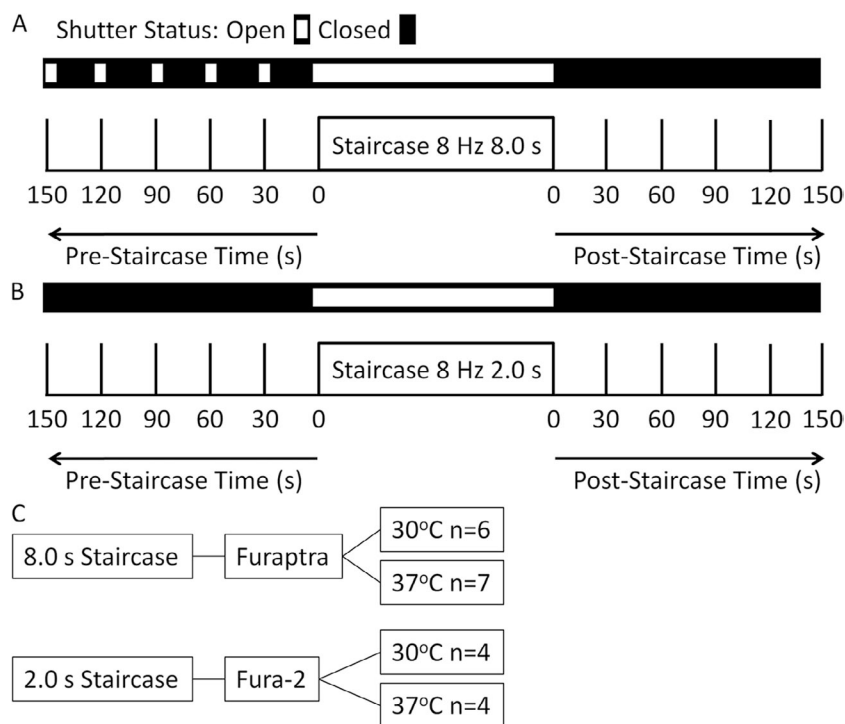 A
Shutter Status: Open Closed
Staircase 8 Hz 8.0 s
150 120 90 60 30 0 0 30 60 90 120 150
Pre-Staircase Time (s) Post-Staircase Time (s)
B
Staircase 8 Hz 2.0 s
150 120 90 60 30 0 0 30 60 90 120 150
Pre-Staircase Time (s) Post-Staircase Time (s)
C
30°C n=6
8.0 s Staircase Furaptra
37°C n=7
30°C n=4
2.0 s Staircase Fura-2
37°C n=4